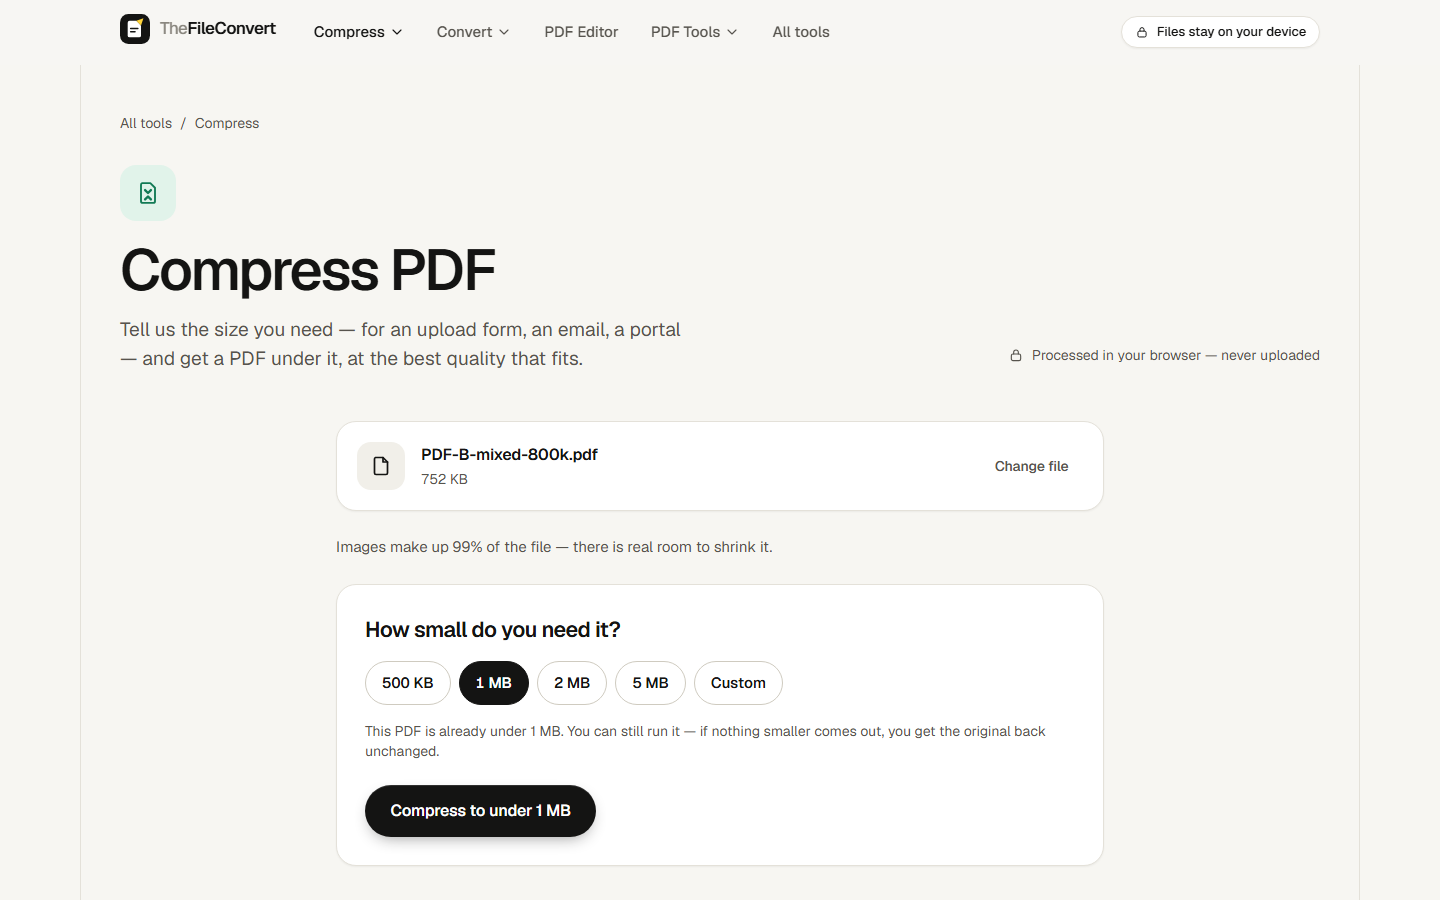 TheFileConvert
Compress
Convert
PDF Editor
PDF Tools
All tools
Files stay on your device
All tools / Compress
Compress PDF
Tell us the size you need — for an upload form, an email, a portal
— and get a PDF under it, at the best quality that fits.
Processed in your browser — never uploaded
PDF-B-mixed-800k.pdf
752 KB
Change file
Images make up 99% of the file — there is real room to shrink it.
How small do you need it?
500 KB
1 MB
2 MB
5 MB
Custom
This PDF is already under 1 MB. You can still run it — if nothing smaller comes out, you get the original back
unchanged.
Compress to under 1 MB